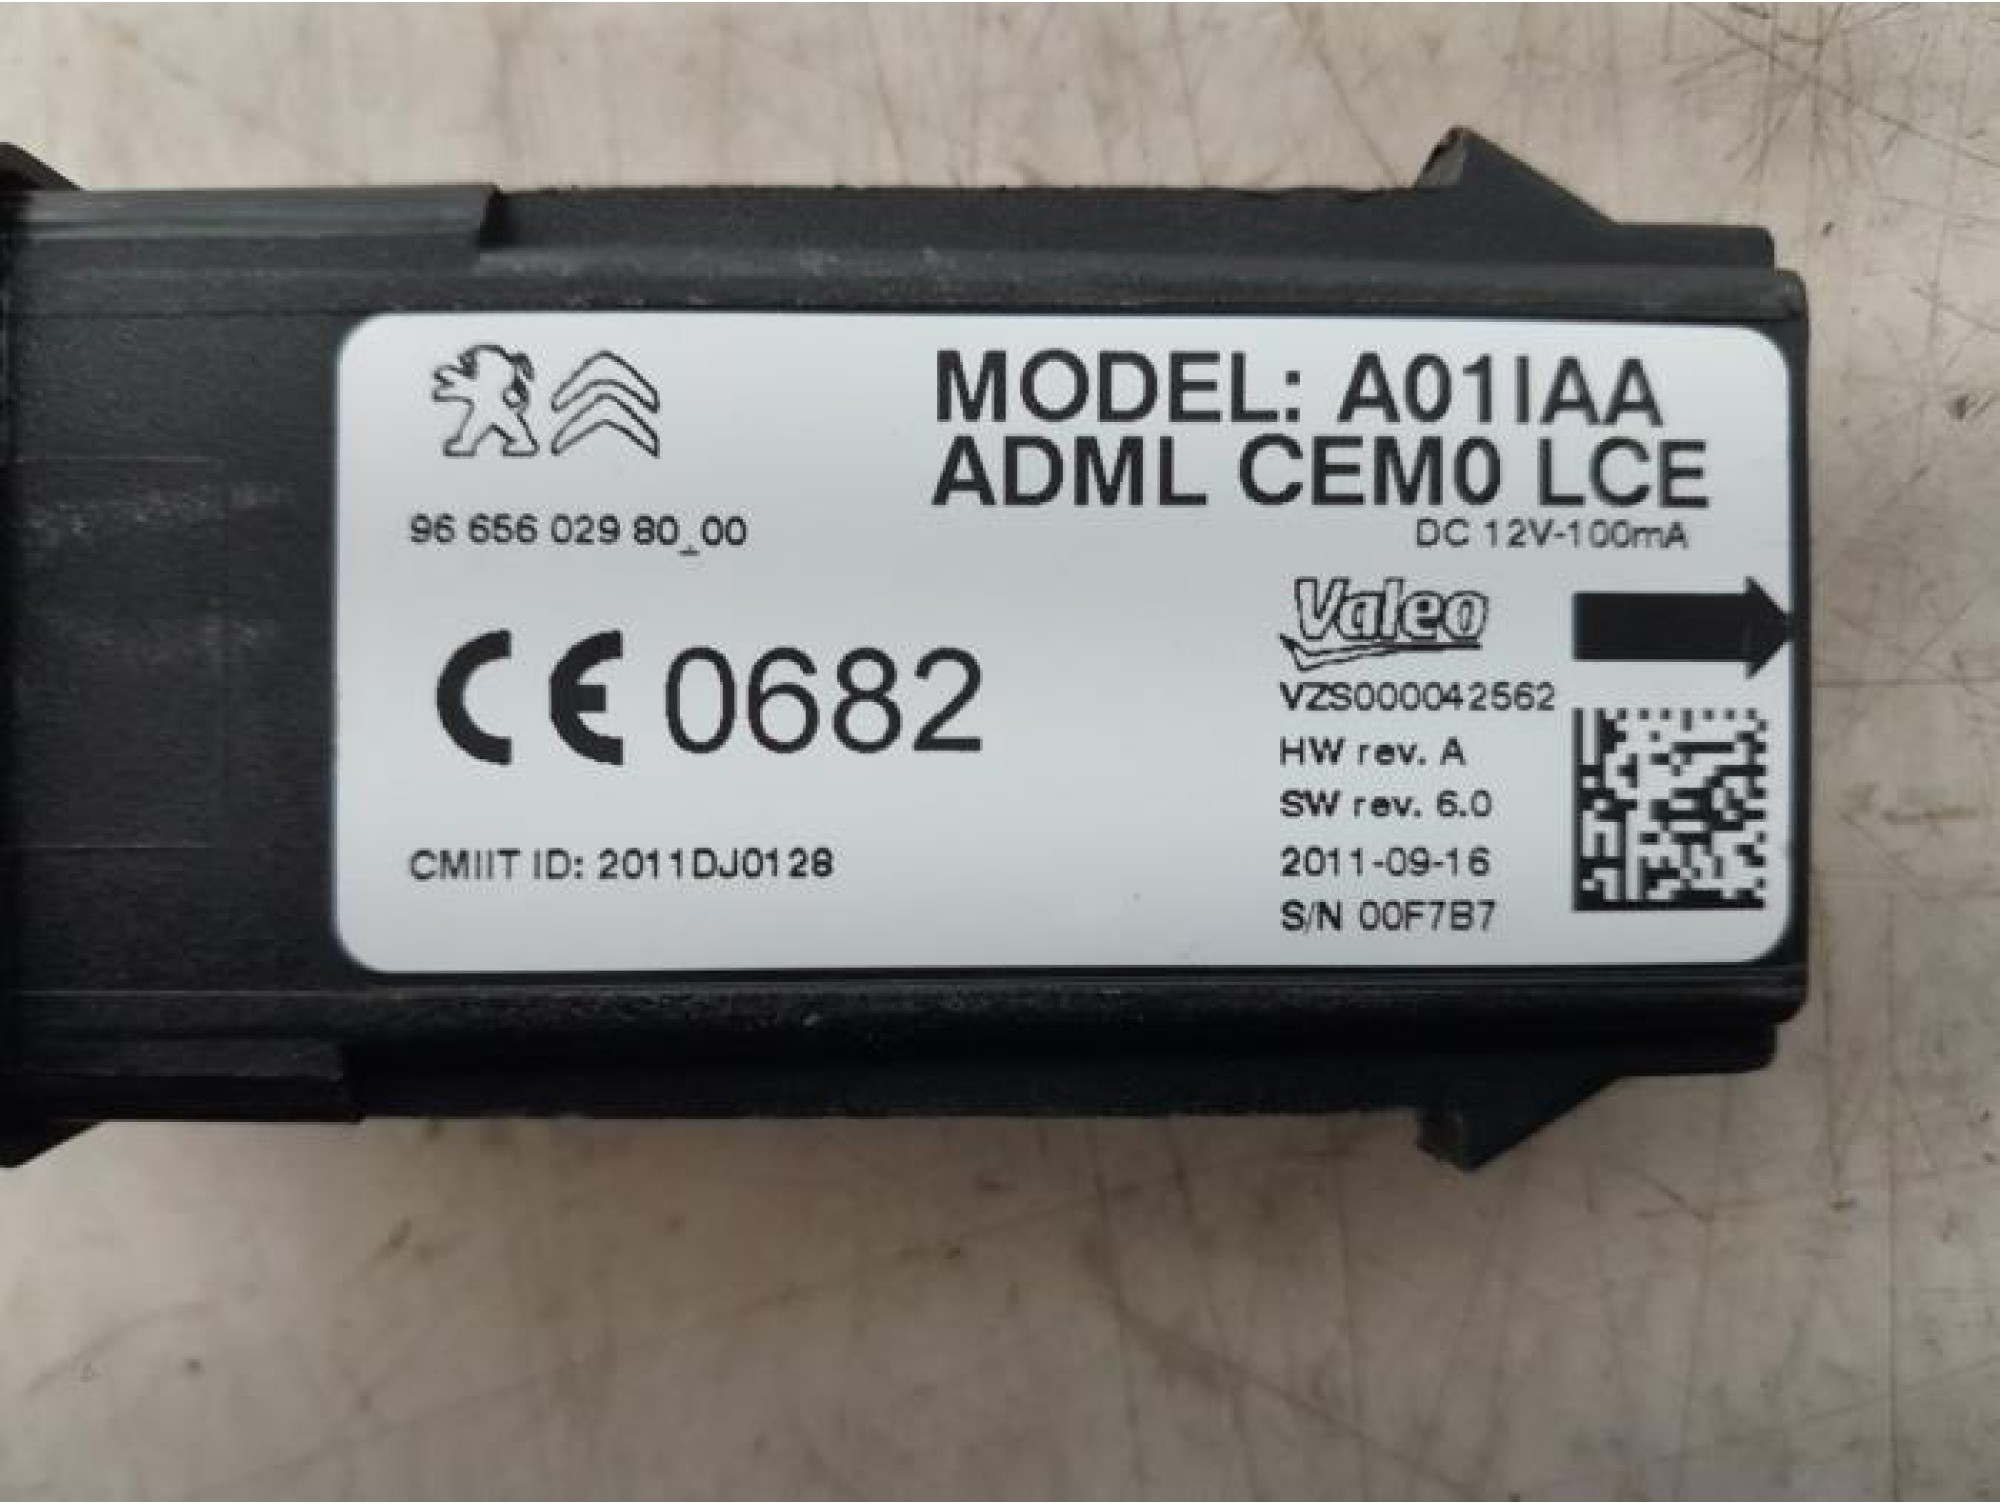 MODEL: A01IAA
ADML CEM0 LCE
96 656 029 80_00
DC 12V-100mA
Valeo
CE 0682
VZS000042562
HW rev. A
SW rev. 6.0
CMIIT ID: 2011DJ0128
2011-09-16
S/N 00F7B7